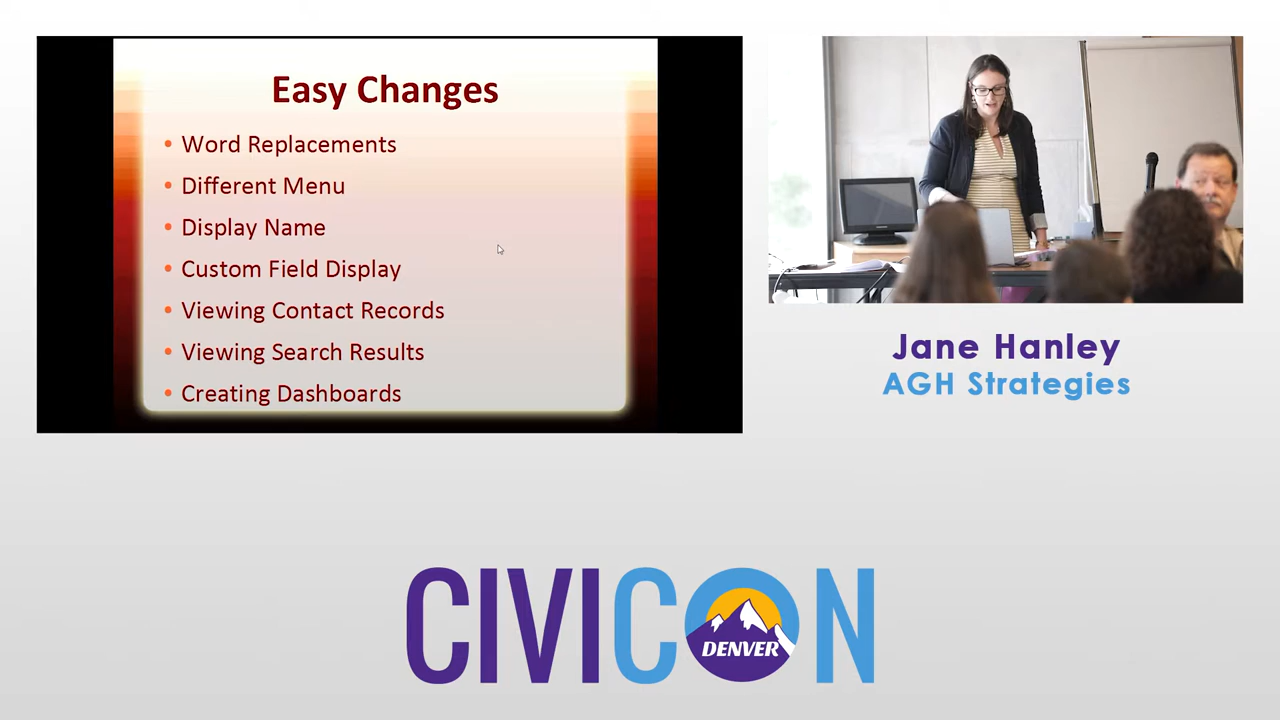 Easy Changes
• Word Replacements
• Different Menu
• Display Name
• Custom Field Display
• Viewing Contact Records
• Viewing Search Results
• Creating Dashboards
Jane Hanley
AGH Strategies
CIVICON
DENVER